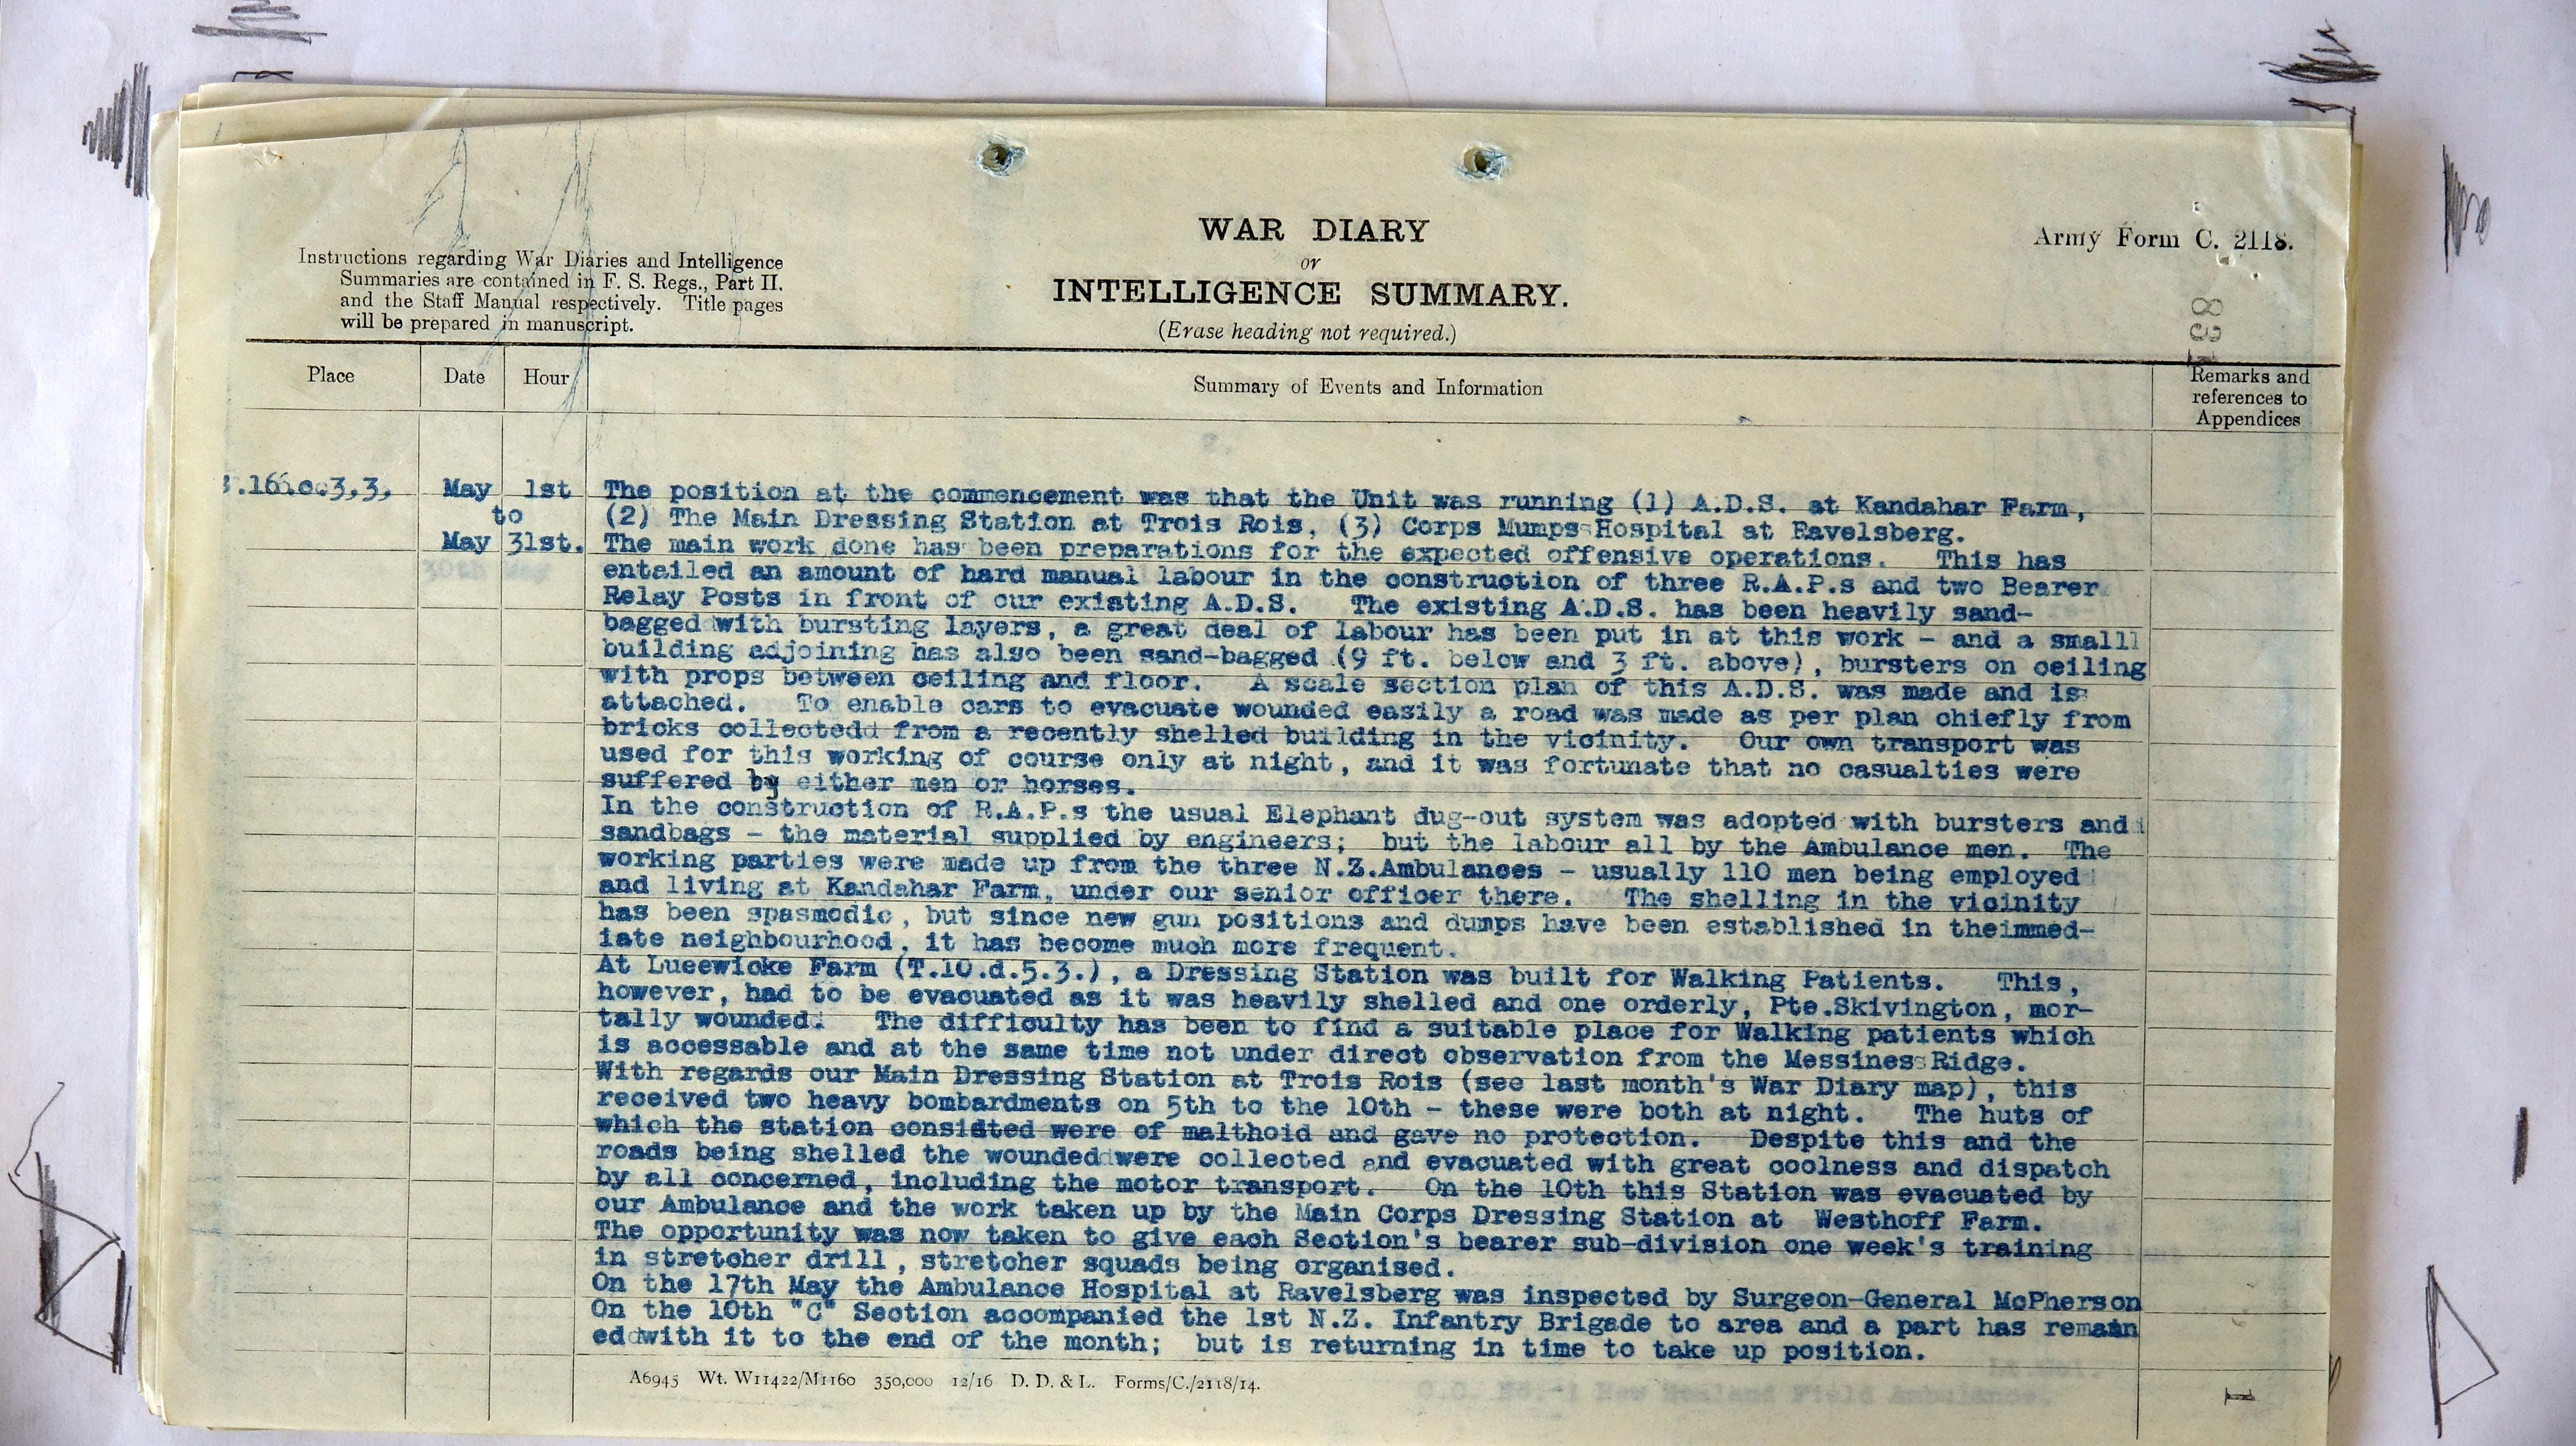 WAR DIARY
or
INTELLIGENCE SUMMARY.
(Erase heading not required.)
Army Form C. 2118.
Instructions regarding War Diaries and Intelligence
Summaries are contained in F. S. Regs., Part II.
and the Staff Manual respectively. Title pages
will be prepared in manuscript.
831
Place Date Hour Summary of Events and Information Remarks and
references to
Appendices
.16.c.3,3, May 1st The position at the commencement was that the Unit was running (1) A.D.S. at Kandahar Farm,
to (2) The Main Dressing Station at Trois Rois, (3) Corps Mumps Hospital at Ravelsberg.
May 31st. The main work done has been preparations for the expected offensive operations. This has
entailed an amount of hard manual labour in the construction of three R.A.P.s and two Bearer
Relay Posts in front of our existing A.D.S. The existing A.D.S. has been heavily sand-
bagged with bursting layers, a great deal of labour has been put in at this work - and a smalll
building adjoining has also been sand-bagged (9 ft. below and 3 ft. above), bursters on ceiling
with props between ceiling and floor. A scale section plan of this A.D.S. was made and is
attached. To enable cars to evacuate wounded easily a road was made as per plan chiefly from
bricks collectedd from a recently shelled building in the vicinity. Our own transport was
used for this working of course only at night, and it was fortunate that no casualties were
suffered by either men or horses.
In the construction of R.A.P.s the usual Elephant dug-out system was adopted with bursters and
sandbags - the material supplied by engineers; but the labour all by the Ambulance men. The
working parties were made up from the three N.Z.Ambulances - usually 110 men being employed
and living at Kandahar Farm, under our senior officer there. The shelling in the vicinity
has been spasmodic, but since new gun positions and dumps have been established in theimmed-
iate neighbourhood, it has become much more frequent.
At Lueewicke Farm (T.10.d.5.3.), a Dressing Station was built for Walking Patients. This,
however, had to be evacuated as it was heavily shelled and one orderly, Pte.Skivington, mor-
tally wounded. The difficulty has been to find a suitable place for Walking patients which
is accessable and at the same time not under direct observation from the Messines Ridge.
With regards our Main Dressing Station at Trois Rois (see last month's War Diary map), this
received two heavy bombardments on 5th to the 10th - these were both at night. The huts of
which the station consisted were of malthoid and gave no protection. Despite this and the
roads being shelled the wounded were collected and evacuated with great coolness and dispatch
by all concerned, including the motor transport. On the 10th this Station was evacuated by
our Ambulance and the work taken up by the Main Corps Dressing Station at Westhoff Farm.
The opportunity was now taken to give each Section's bearer sub-division one week's training
in stretcher drill, stretcher squads being organised.
On the 17th May the Ambulance Hospital at Ravelsberg was inspected by Surgeon-General McPherson
On the 10th "C" Section accompanied the 1st N.Z. Infantry Brigade to area and a part has remain
ed with it to the end of the month; but is returning in time to take up position.
A6945 Wt. W11422/M1160 350,000 12/16 D. D. & L. Forms/C./2118/14.